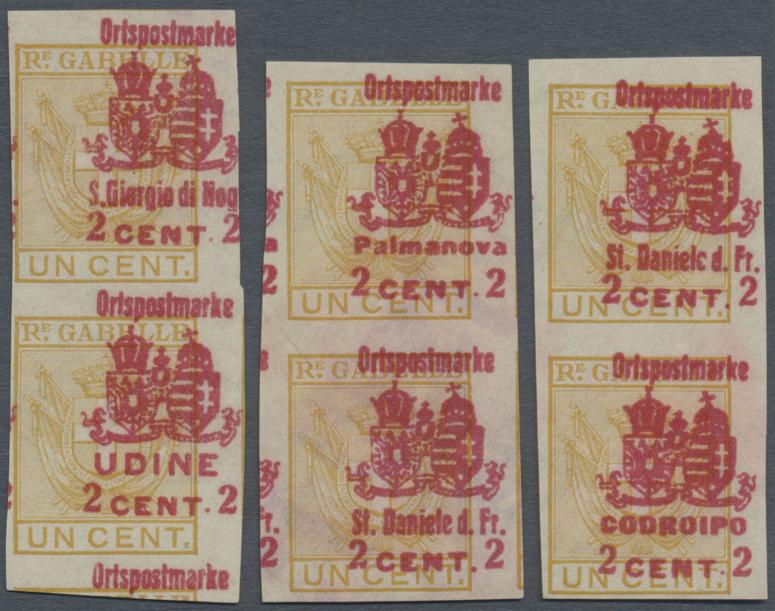 Ortspostmarke
RE. GABELLE
S. Giorgio di Nog
2 CENT. 2
UN CENT.
Ortspostmarke
RE. GABELLE
UDINE
2 CENT. 2
UN CENT.
Ortspostmarke
Ortspostmarke
RE. GABELLE
Palmanova
2 CENT. 2
UN CENT.
Ortspostmarke
RE. GABELLE
St. Daniele d. Fr.
2 CENT. 2
UN CENT.
Ortspostmarke
RE. GA
St. Daniele d. Fr.
2 CENT. 2
UN CENT.
Ortspostmarke
RE. GA
CODROIPO
2 CENT. 2
UN CENT.